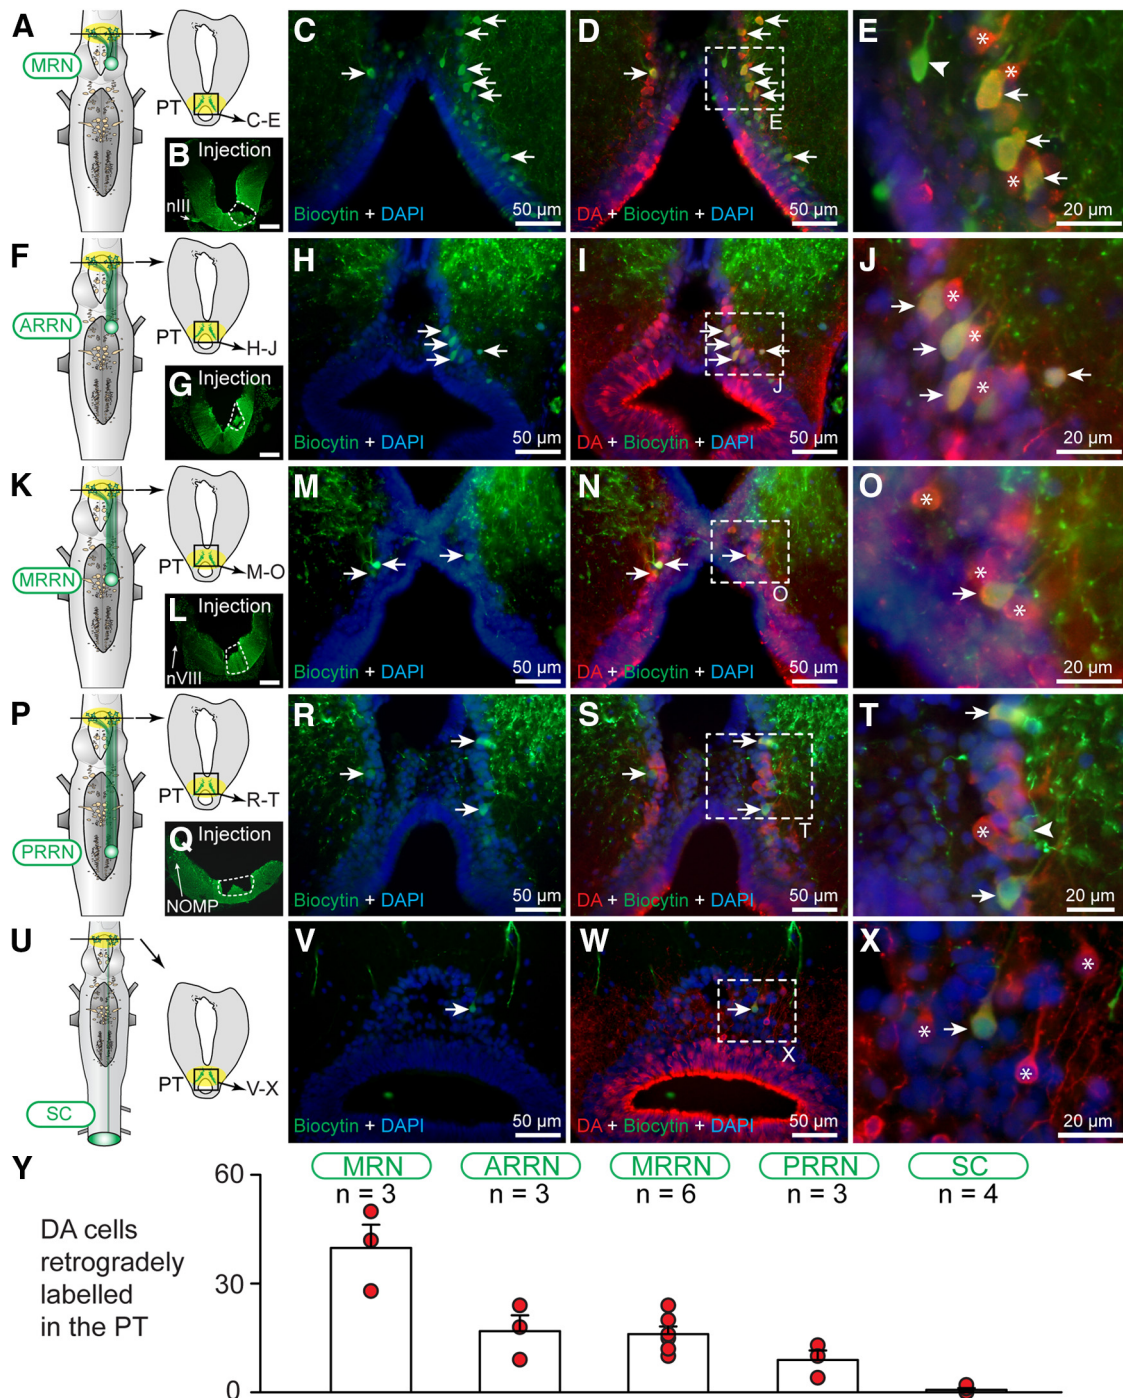 A
MRN
PT
C-E
B Injection
nIII
C
Biocytin + DAPI
50 µm
D
E
DA + Biocytin + DAPI
50 µm
E
*
*
*
20 µm
F
ARRN
PT
H-J
G Injection
H
Biocytin + DAPI
50 µm
I
J
DA + Biocytin + DAPI
50 µm
J
*
*
*
20 µm
K
MRRN
PT
M-O
L Injection
nVIII
M
Biocytin + DAPI
50 µm
N
O
DA + Biocytin + DAPI
50 µm
O
*
*
*
20 µm
P
PRRN
PT
R-T
Q Injection
NOMP
R
Biocytin + DAPI
50 µm
S
T
DA + Biocytin + DAPI
50 µm
T
*
20 µm
U
SC
PT
V-X
V
Biocytin + DAPI
50 µm
W
X
DA + Biocytin + DAPI
50 µm
X
*
*
*
20 µm
Y
DA cells
retrogradely
labelled
in the PT
60
30
0
MRN
n = 3
ARRN
n = 3
MRRN
n = 6
PRRN
n = 3
SC
n = 4